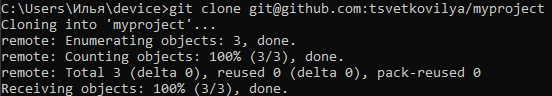 C:\Users\Илья\device>git clone git@github.com:tsvetkovilya/myproject
Cloning into 'myproject'...
remote: Enumerating objects: 3, done.
remote: Counting objects: 100% (3/3), done.
remote: Total 3 (delta 0), reused 0 (delta 0), pack-reused 0
Receiving objects: 100% (3/3), done.